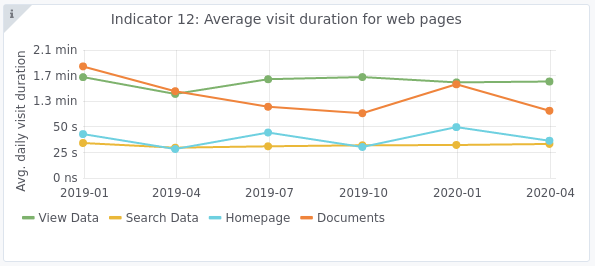 i
Indicator 12: Average visit duration for web pages
Avg. daily visit duration
2.1 min
1.7 min
1.3 min
50 s
25 s
0 ns
2019-01 2019-04 2019-07 2019-10 2020-01 2020-04
View Data Search Data Homepage Documents